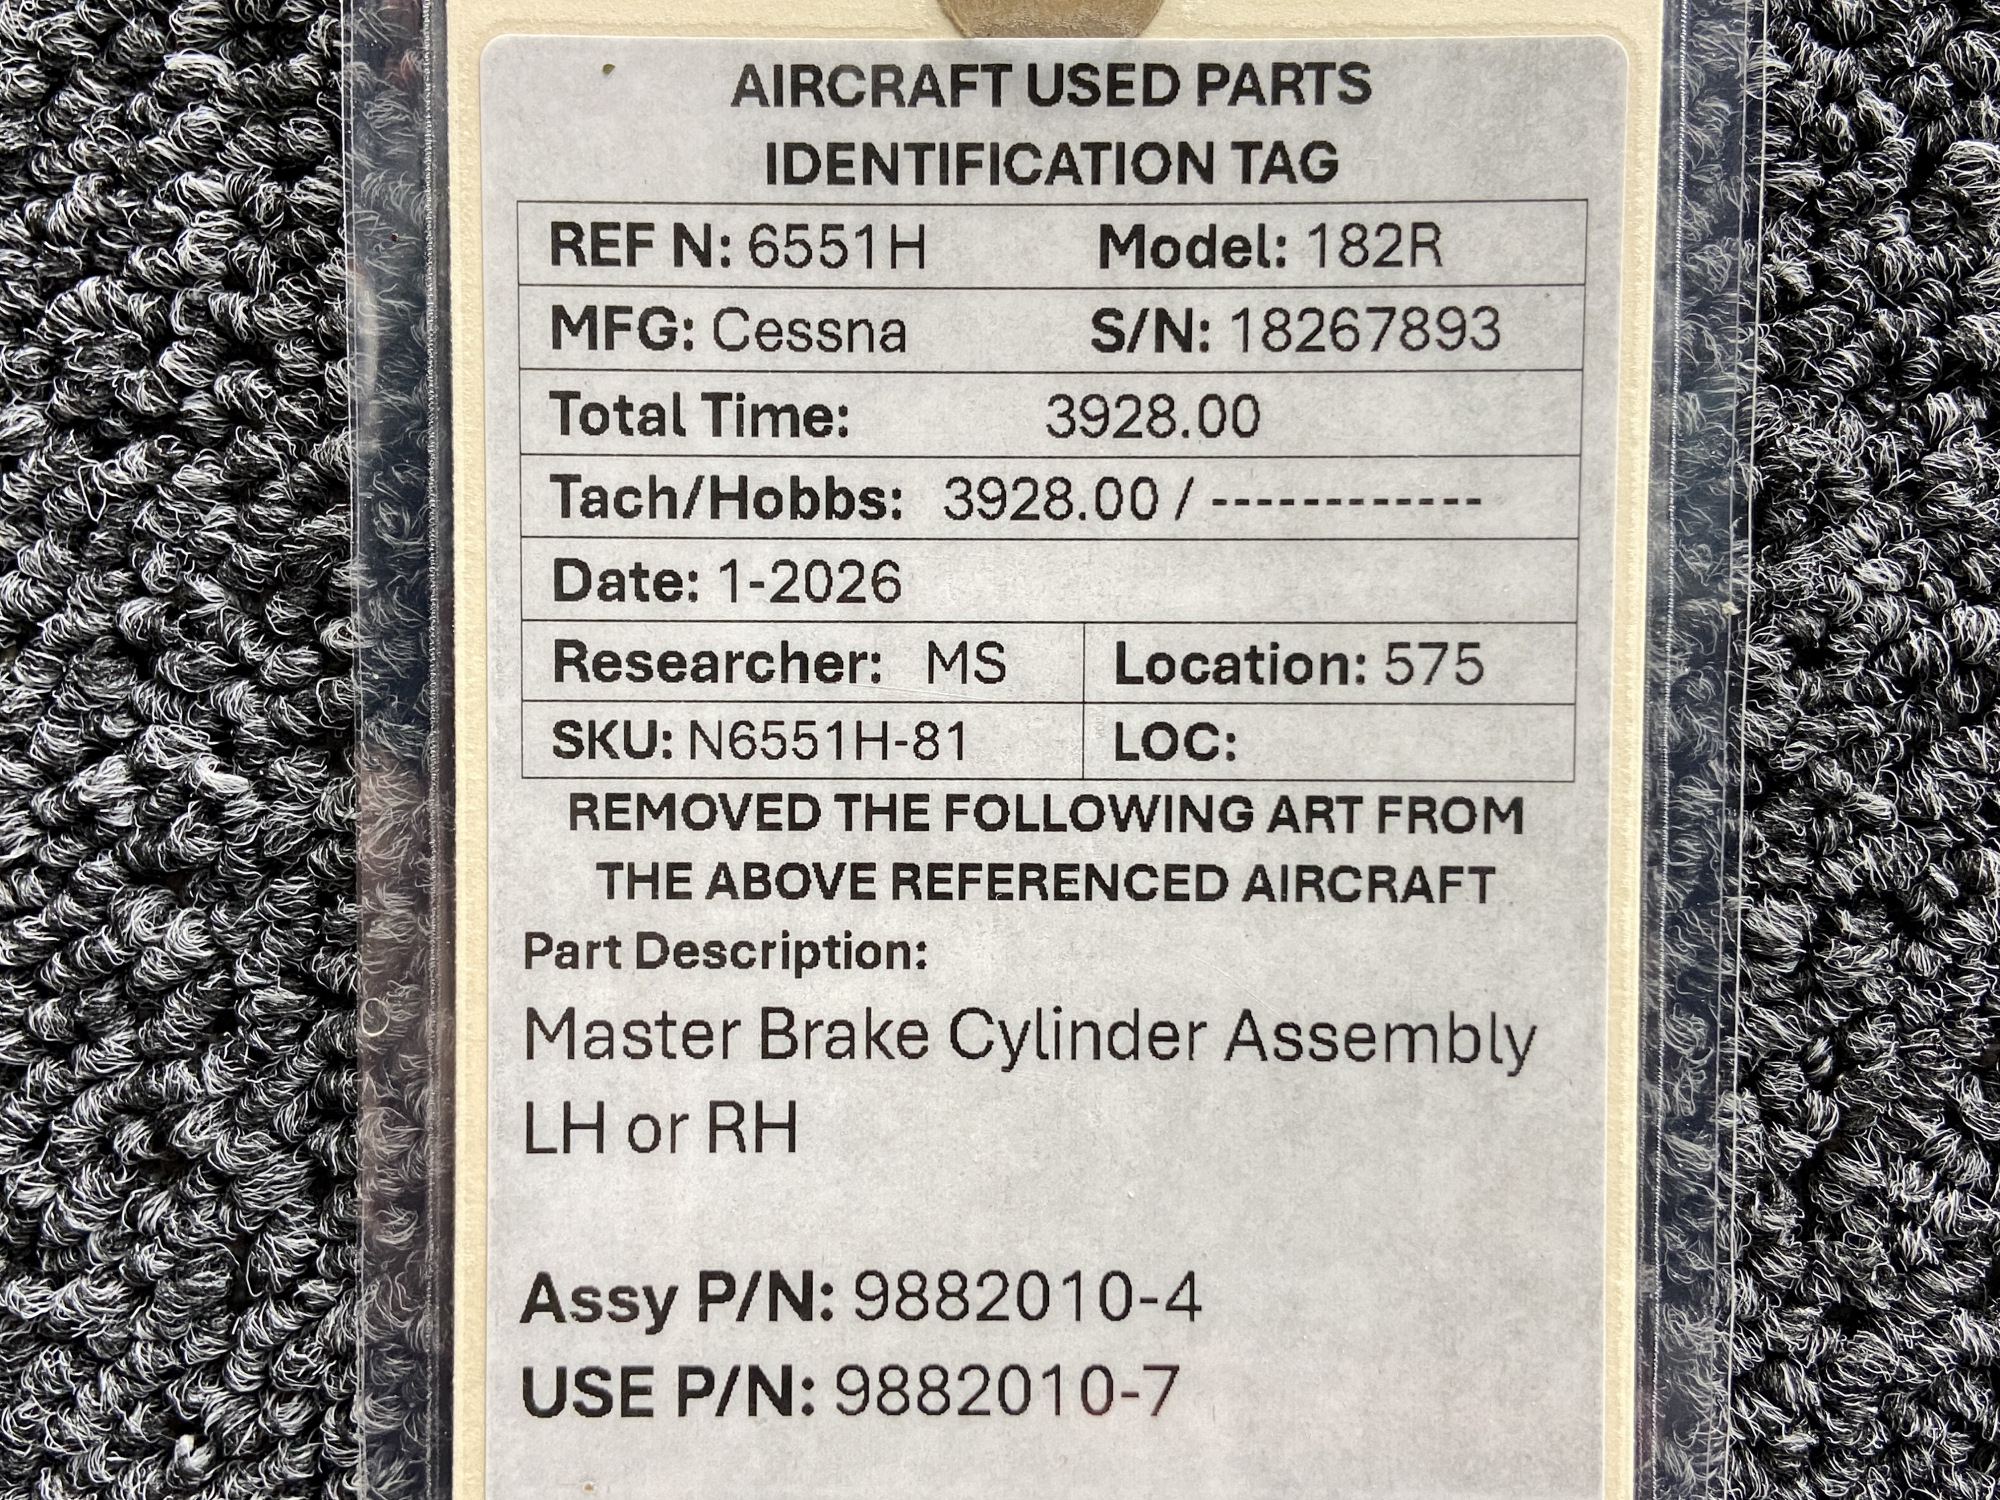 AIRCRAFT USED PARTS
IDENTIFICATION TAG
REF N: 6551H Model: 182R
MFG: Cessna S/N: 18267893
Total Time: 3928.00
Tach/Hobbs: 3928.00 / ------------
Date: 1-2026
Researcher: MS Location: 575
SKU: N6551H-81 LOC:
REMOVED THE FOLLOWING ART FROM
THE ABOVE REFERENCED AIRCRAFT
Part Description:
Master Brake Cylinder Assembly
LH or RH
Assy P/N: 9882010-4
USE P/N: 9882010-7